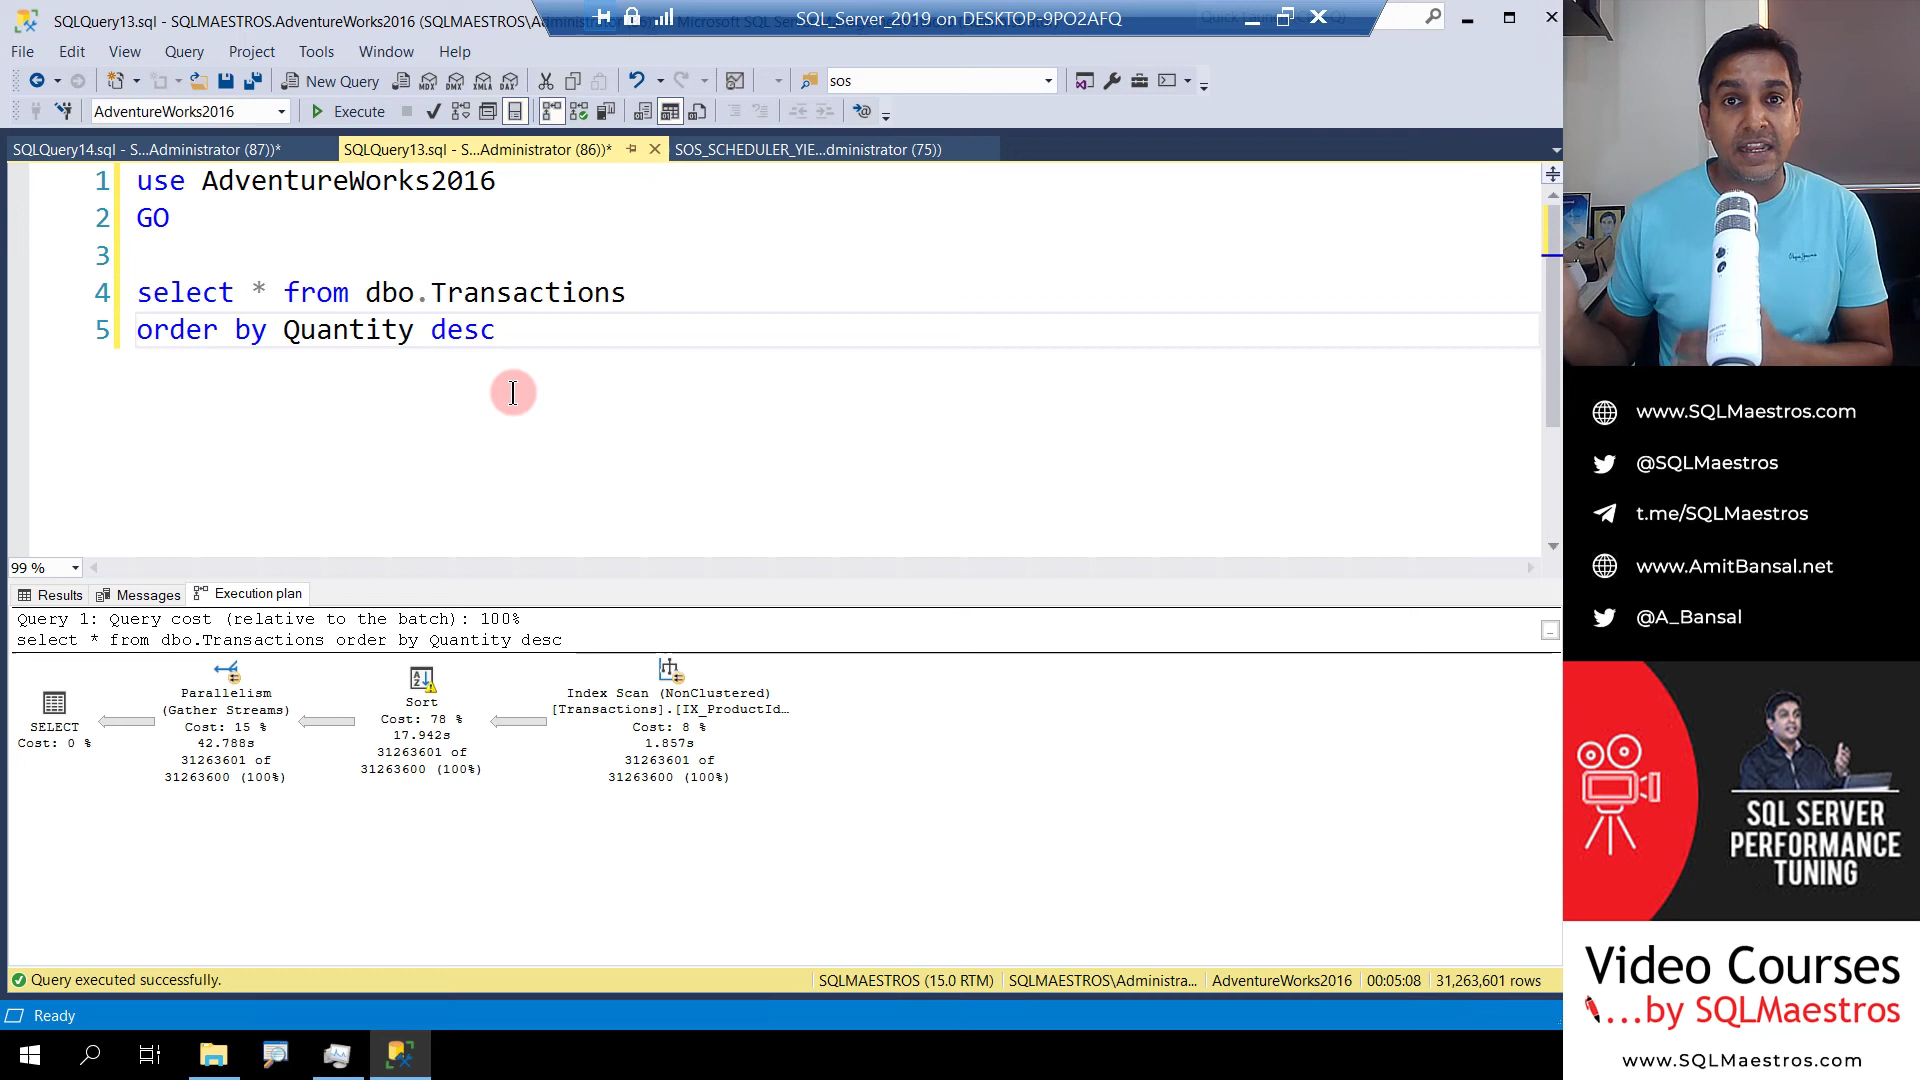 SQLQuery13.sql - SQLMAESTROS.AdventureWorks2016 (SQLMAESTROS\Ad
SQL_Server_2019 on DESKTOP-9PO2AFQ
File Edit View Query Project Tools Window Help
New Query
MDX DMX XMLA DAX
sos
AdventureWorks2016
Execute
SQLQuery14.sql - S...Administrator (87))*
SQLQuery13.sql - S...Administrator (86))*
SOS_SCHEDULER_YIE...dministrator (75))
1 use AdventureWorks2016
2 GO
3
4 select * from dbo.Transactions
5 order by Quantity desc
99 %
Results Messages Execution plan
Query 1: Query cost (relative to the batch): 100%
select * from dbo.Transactions order by Quantity desc
SELECT
Cost: 0 %
Parallelism
(Gather Streams)
Cost: 15 %
42.788s
31263601 of
31263600 (100%)
Sort
Cost: 78 %
17.942s
31263601 of
31263600 (100%)
Index Scan (NonClustered)
[Transactions].[IX_ProductId…
Cost: 8 %
1.857s
31263601 of
31263600 (100%)
Query executed successfully.
SQLMAESTROS (15.0 RTM) SQLMAESTROS\Administra... AdventureWorks2016 00:05:08 31,263,601 rows
Ready
www.SQLMaestros.com
@SQLMaestros
t.me/SQLMaestros
www.AmitBansal.net
@A_Bansal
SQL SERVER
PERFORMANCE
TUNING
Video Courses
...by SQLMaestros
www.SQLMaestros.com